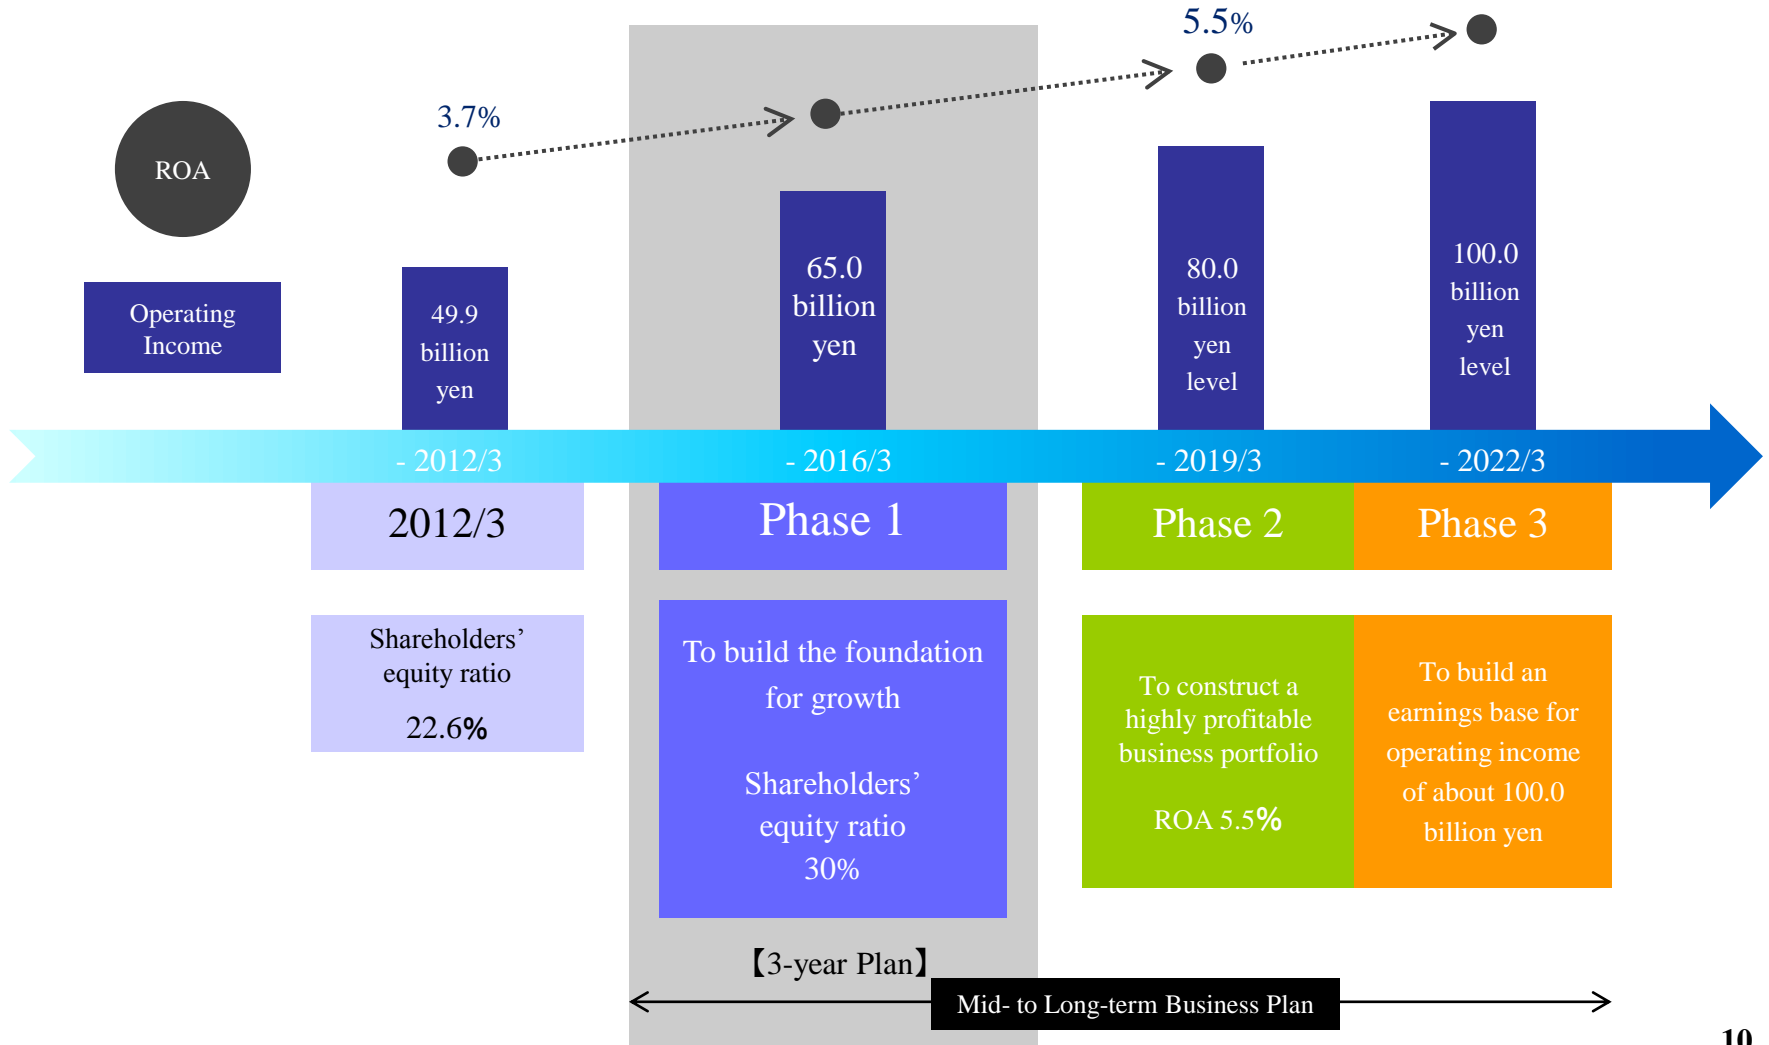 5.5%
3.7%
ROA
Operating
Income
49.9
billion
yen
65.0
billion
yen
80.0
billion
yen
level
100.0
billion
yen
level
- 2012/3
- 2016/3
- 2019/3
- 2022/3
2012/3
Phase 1
Phase 2
Phase 3
Shareholders’
equity ratio
22.6%
To build the foundation
for growth
Shareholders’
equity ratio
30%
To construct a
highly profitable
business portfolio
ROA 5.5%
To build an
earnings base for
operating income
of about 100.0
billion yen
【3-year Plan】
Mid- to Long-term Business Plan
10